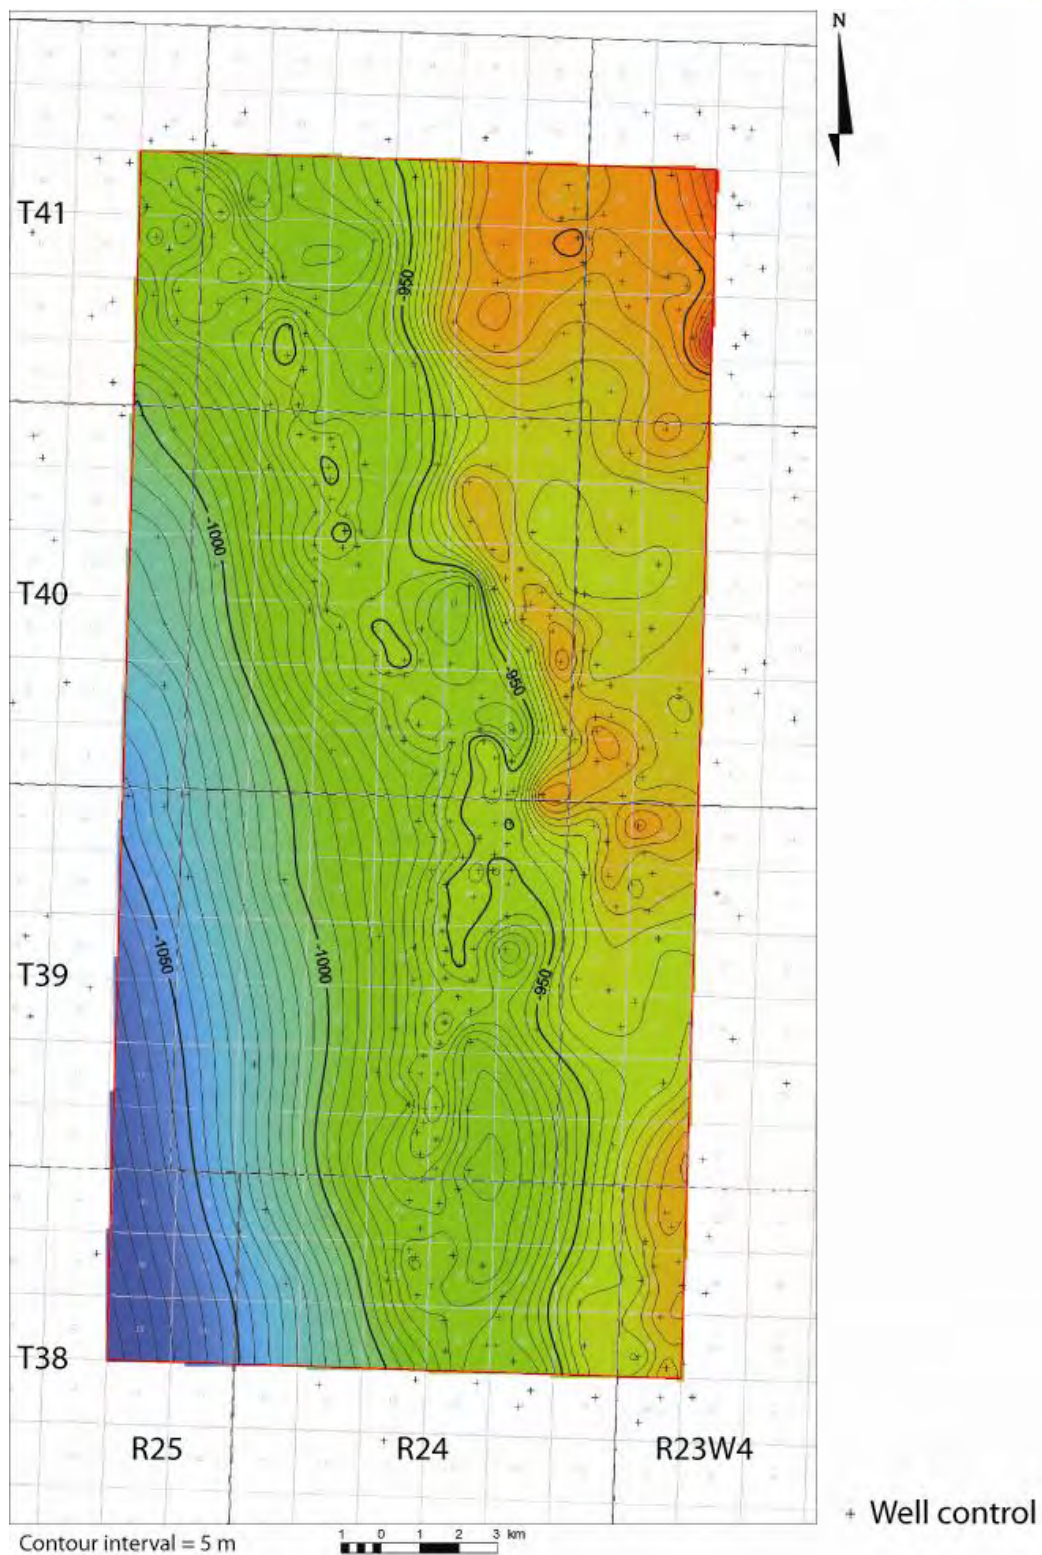 N
T41
-950
-1000
T40
-950
-1050
-1000
T39
-950
T38
R25 R24 R23W4
+ Well control
Contour interval = 5 m
1 0 1 2 3 km